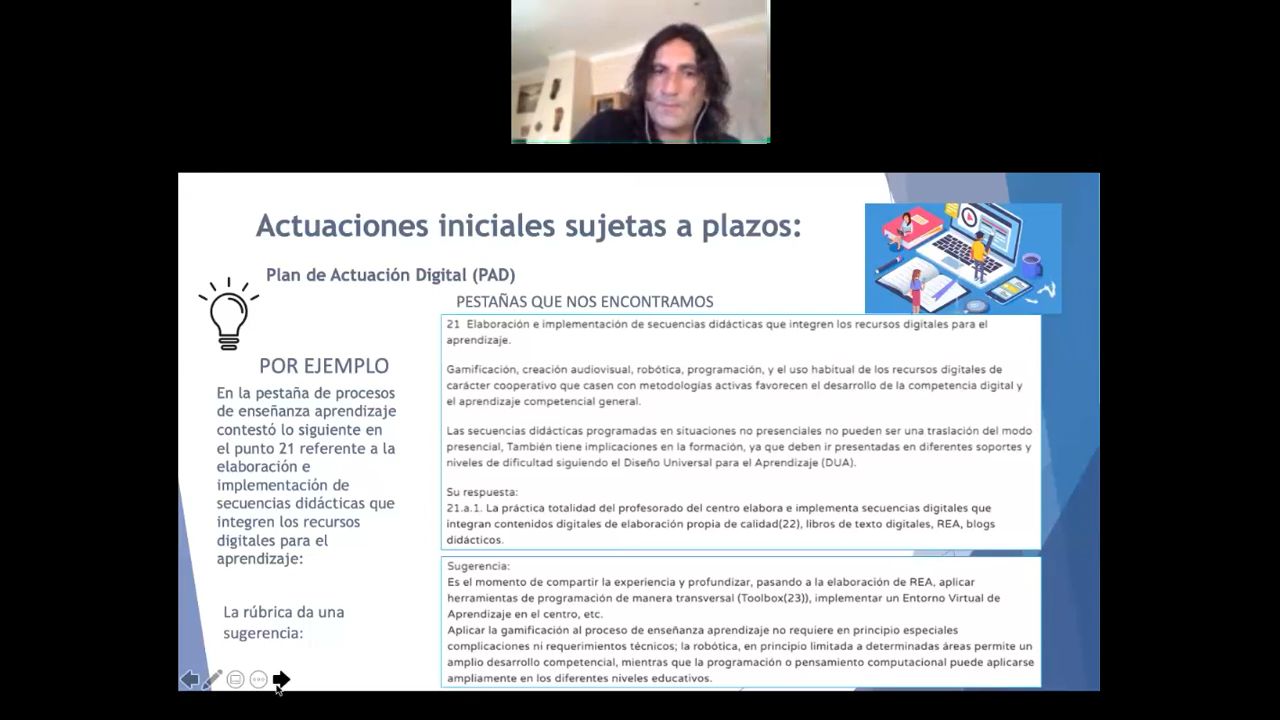 Actuaciones iniciales sujetas a plazos:
Plan de Actuación Digital (PAD)
PESTAÑAS QUE NOS ENCONTRAMOS
POR EJEMPLO
En la pestaña de procesos
de enseñanza aprendizaje
contestó lo siguiente en
el punto 21 referente a la
elaboración e
implementación de
secuencias didácticas que
integren los recursos
digitales para el
aprendizaje:
La rúbrica da una
sugerencia:
21 Elaboración e implementación de secuencias didácticas que integren los recursos digitales para el
aprendizaje.
Gamificación, creación audiovisual, robótica, programación, y el uso habitual de los recursos digitales de
carácter cooperativo que casen con metodologías activas favorecen el desarrollo de la competencia digital y
el aprendizaje competencial general.
Las secuencias didácticas programadas en situaciones no presenciales no pueden ser una traslación del modo
presencial, También tiene implicaciones en la formación, ya que deben ir presentadas en diferentes soportes y
niveles de dificultad siguiendo el Diseño Universal para el Aprendizaje (DUA).
Su respuesta:
21.a.1. La práctica totalidad del profesorado del centro elabora e implementa secuencias digitales que
integran contenidos digitales de elaboración propia de calidad(22), libros de texto digitales, REA, blogs
didácticos.
Sugerencia:
Es el momento de compartir la experiencia y profundizar, pasando a la elaboración de REA, aplicar
herramientas de programación de manera transversal (Toolbox(23)), implementar un Entorno Virtual de
Aprendizaje en el centro, etc.
Aplicar la gamificación al proceso de enseñanza aprendizaje no requiere en principio especiales
complicaciones ni requerimientos técnicos; la robótica, en principio limitada a determinadas áreas permite un
amplio desarrollo competencial, mientras que la programación o pensamiento computacional puede aplicarse
ampliamente en los diferentes niveles educativos.